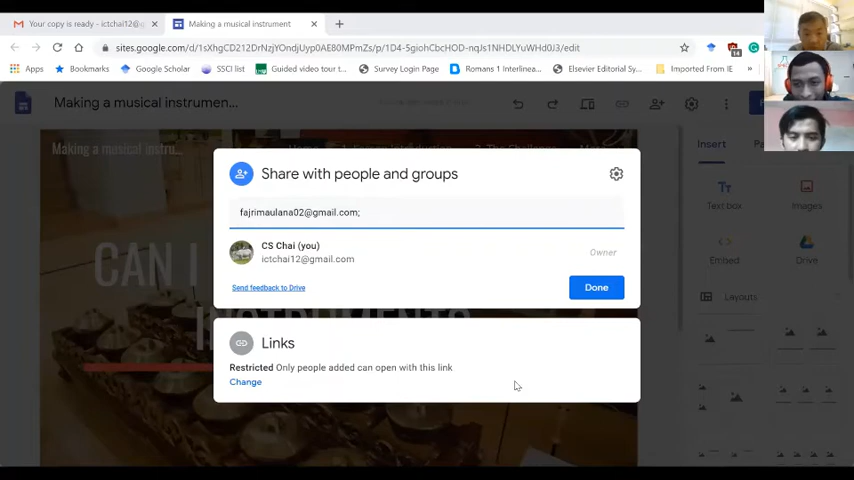 Your copy is ready - ictchai12@g
Making a musical instrument
sites.google.com/d/1sXhgCD212DrNzjYOndjUyp0AE80MPmZs/p/1D4-5giohCbcHOD-nqJs1NHDLYuWHd0J3/edit
14
Apps
Bookmarks
Google Scholar
SSCI list
Guided video tour t...
Survey Login Page
Romans 1 Interlinea...
Elsevier Editorial Sy...
Imported From IE
»
Making a musical instrumen...
Making a musical instru...
Share with people and groups
fajrimaulana02@gmail.com;
CS Chai (you)
ictchai12@gmail.com
Owner
Send feedback to Drive
Done
Links
Restricted Only people added can open with this link
Change
CAN I
Insert
Text box
Images
Embed
Drive
Layouts